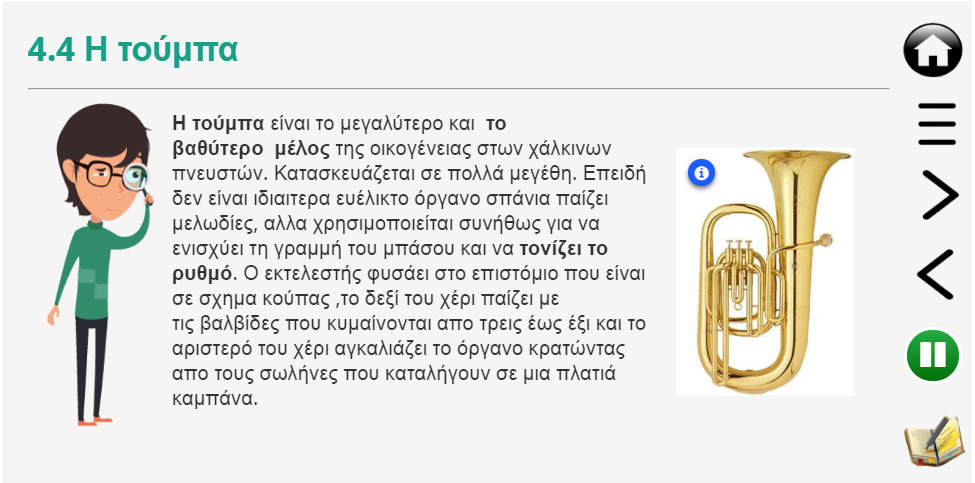 4.4 Η τούμπα
Η τούμπα είναι το μεγαλύτερο και  το
βαθύτερο  μέλος της οικογένειας στων χάλκινων
πνευστών. Κατασκευάζεται σε πολλά μεγέθη. Επειδή
δεν είναι ιδιαιτερα ευέλικτο όργανο σπάνια παίζει
μελωδίες, αλλα χρησιμοποιείται συνήθως για να
ενισχύει τη γραμμή του μπάσου και να τονίζει το
ρυθμό. Ο εκτελεστής φυσάει στο επιστόμιο που είναι
σε σχημα κούπας ,το δεξί του χέρι παίζει με
τις βαλβίδες που κυμαίνονται απο τρεις έως έξι και το
αριστερό του χέρι αγκαλιάζει το όργανο κρατώντας
απο τους σωλήνες που καταλήγουν σε μια πλατιά
καμπάνα.